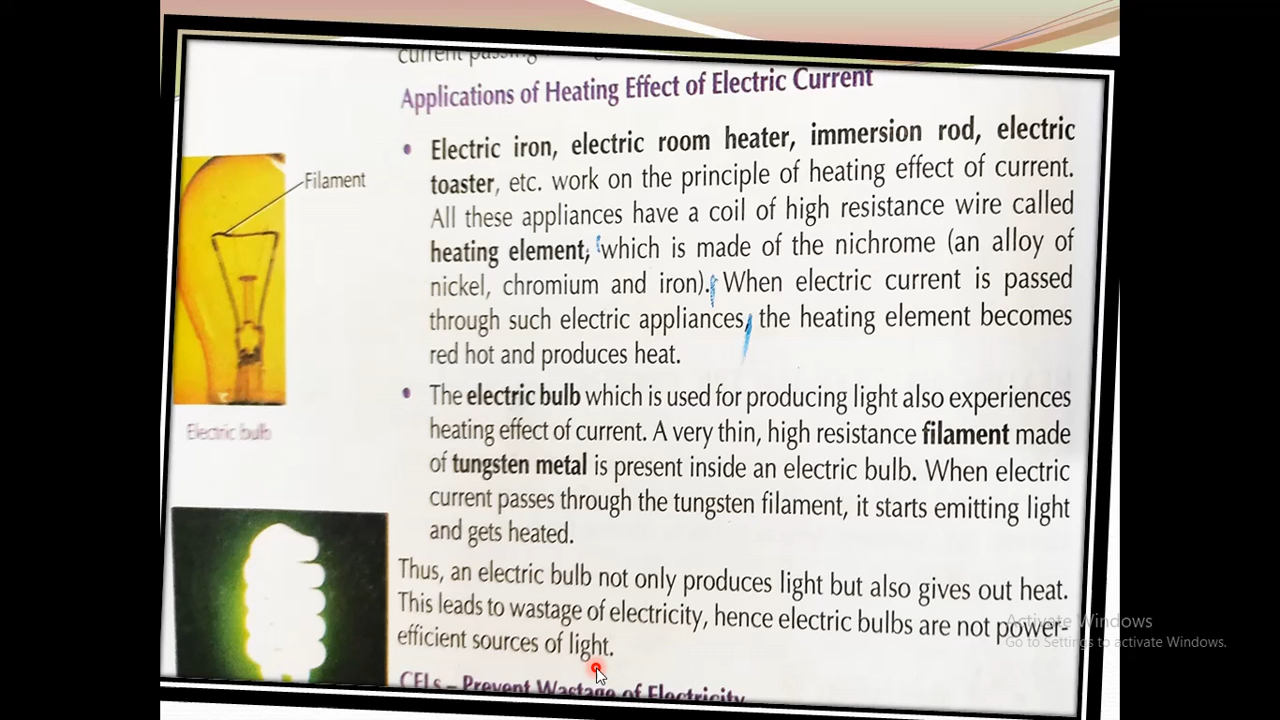 current passing
Applications of Heating Effect of Electric Current
• Electric iron, electric room heater, immersion rod, electric
toaster, etc. work on the principle of heating effect of current.
All these appliances have a coil of high resistance wire called
heating element, which is made of the nichrome (an alloy of
nickel, chromium and iron). When electric current is passed
through such electric appliances, the heating element becomes
red hot and produces heat.
• The electric bulb which is used for producing light also experiences
heating effect of current. A very thin, high resistance filament made
of tungsten metal is present inside an electric bulb. When electric
current passes through the tungsten filament, it starts emitting light
and gets heated.
Thus, an electric bulb not only produces light but also gives out heat.
This leads to wastage of electricity, hence electric bulbs are not power-
efficient sources of light.
CFLs – Prevent Wastage of Electricity
Filament
Electric bulb
Activate Windows
Go to Settings to activate Windows.